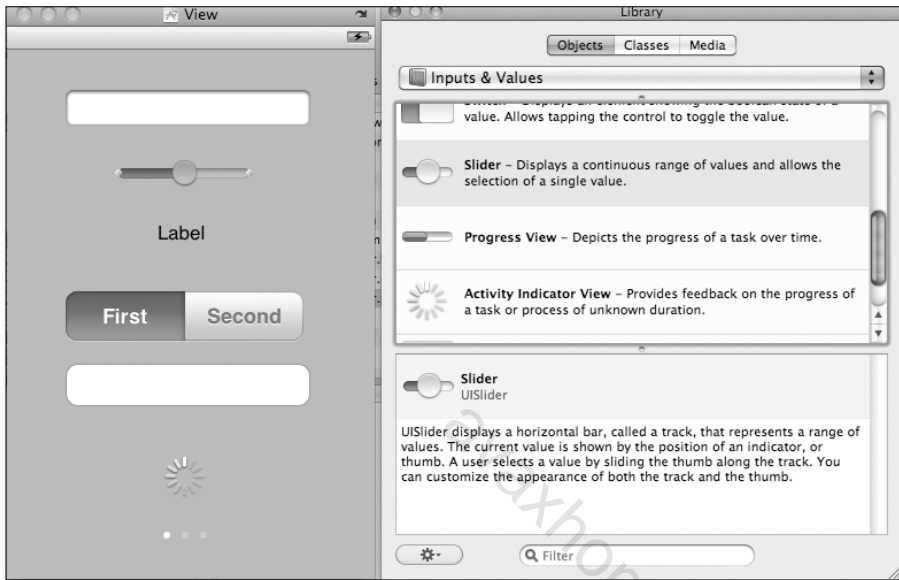 View
Label
First
Second
Library
Objects
Classes
Media
Inputs & Values
value. Allows tapping the control to toggle the value.
Slider – Displays a continuous range of values and allows the
selection of a single value.
Progress View – Depicts the progress of a task over time.
Activity Indicator View – Provides feedback on the progress of
a task or process of unknown duration.
Slider
UISlider
UISlider displays a horizontal bar, called a track, that represents a range of
values. The current value is shown by the position of an indicator, or
thumb. A user selects a value by sliding the thumb along the track. You
can customize the appearance of both the track and the thumb.
Filter